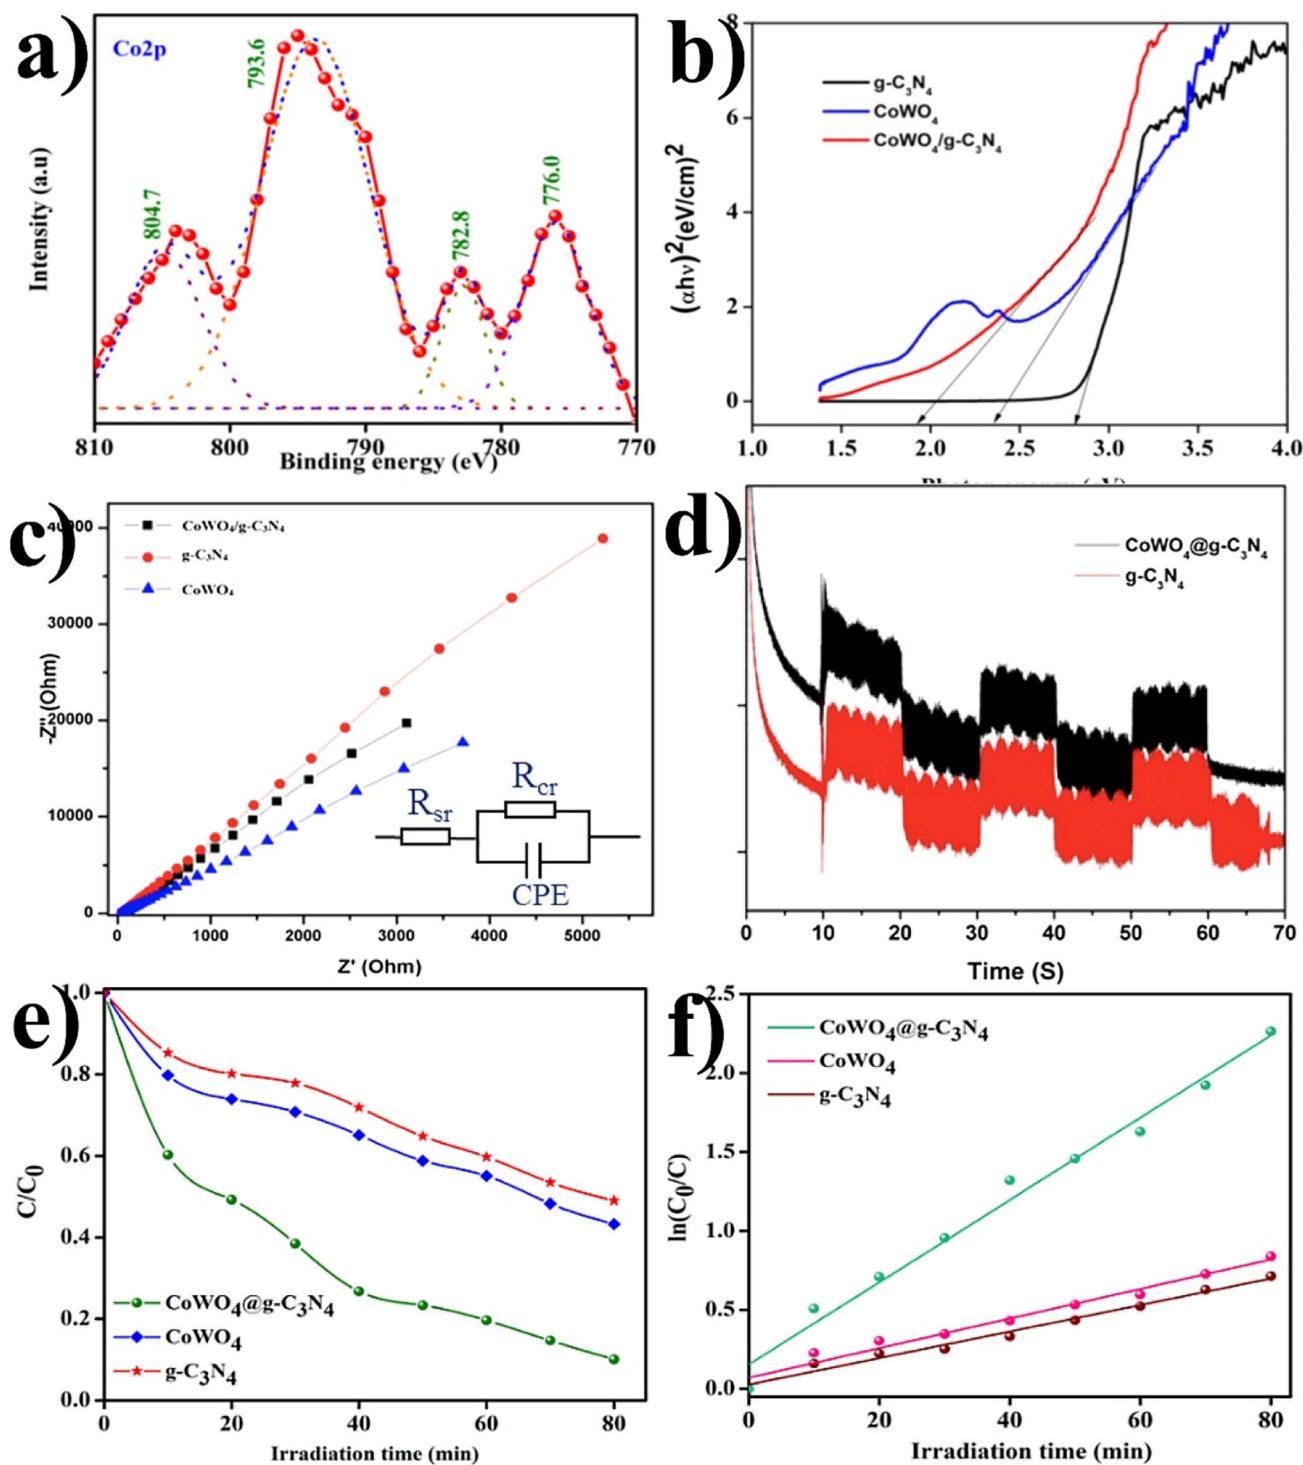 a)
Co2p
804.7
793.6
782.8
776.0
Intensity (a.u)
810 800 790 780 770
Binding energy (eV)
b)
g-C3N4
CoWO4
CoWO4/g-C3N4
(αhν)²(eV/cm)²
8
6
4
2
0
1.0 1.5 2.0 2.5 3.0 3.5 4.0
c)
CoWO4/g-C3N4
g-C3N4
CoWO4
-Z''(Ohm)
40000
30000
20000
10000
0
Rsr
Rcr
CPE
0 1000 2000 3000 4000 5000
Z' (Ohm)
d)
CoWO4@g-C3N4
g-C3N4
0 10 20 30 40 50 60 70
Time (S)
e)
C/C0
1.0
0.8
0.6
0.4
0.2
0.0
CoWO4@g-C3N4
CoWO4
g-C3N4
0 20 40 60 80
Irradiation time (min)
f)
CoWO4@g-C3N4
CoWO4
g-C3N4
ln(C0/C)
2.5
2.0
1.5
1.0
0.5
0.0
0 20 40 60 80
Irradiation time (min)